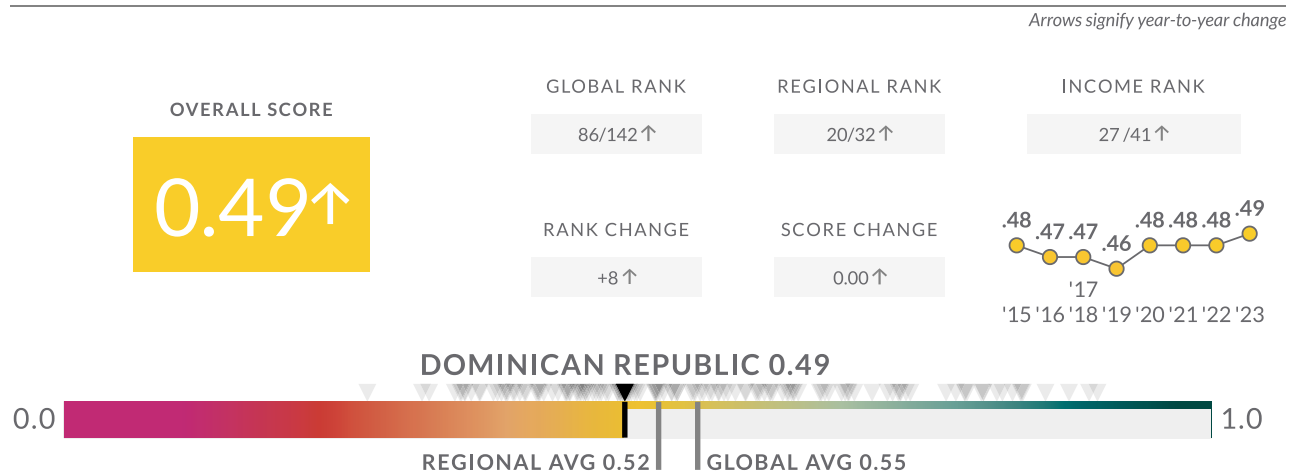 Arrows signify year-to-year change
OVERALL SCORE
0.49↑
GLOBAL RANK
86/142↑
REGIONAL RANK
20/32↑
INCOME RANK
27 /41↑
RANK CHANGE
+8↑
SCORE CHANGE
0.00↑
.48 .47 .47 .46 .48 .48 .48 .49
'17
'15 '16 '18 '19 '20 '21 '22 '23
DOMINICAN REPUBLIC 0.49
0.0
1.0
REGIONAL AVG 0.52
GLOBAL AVG 0.55